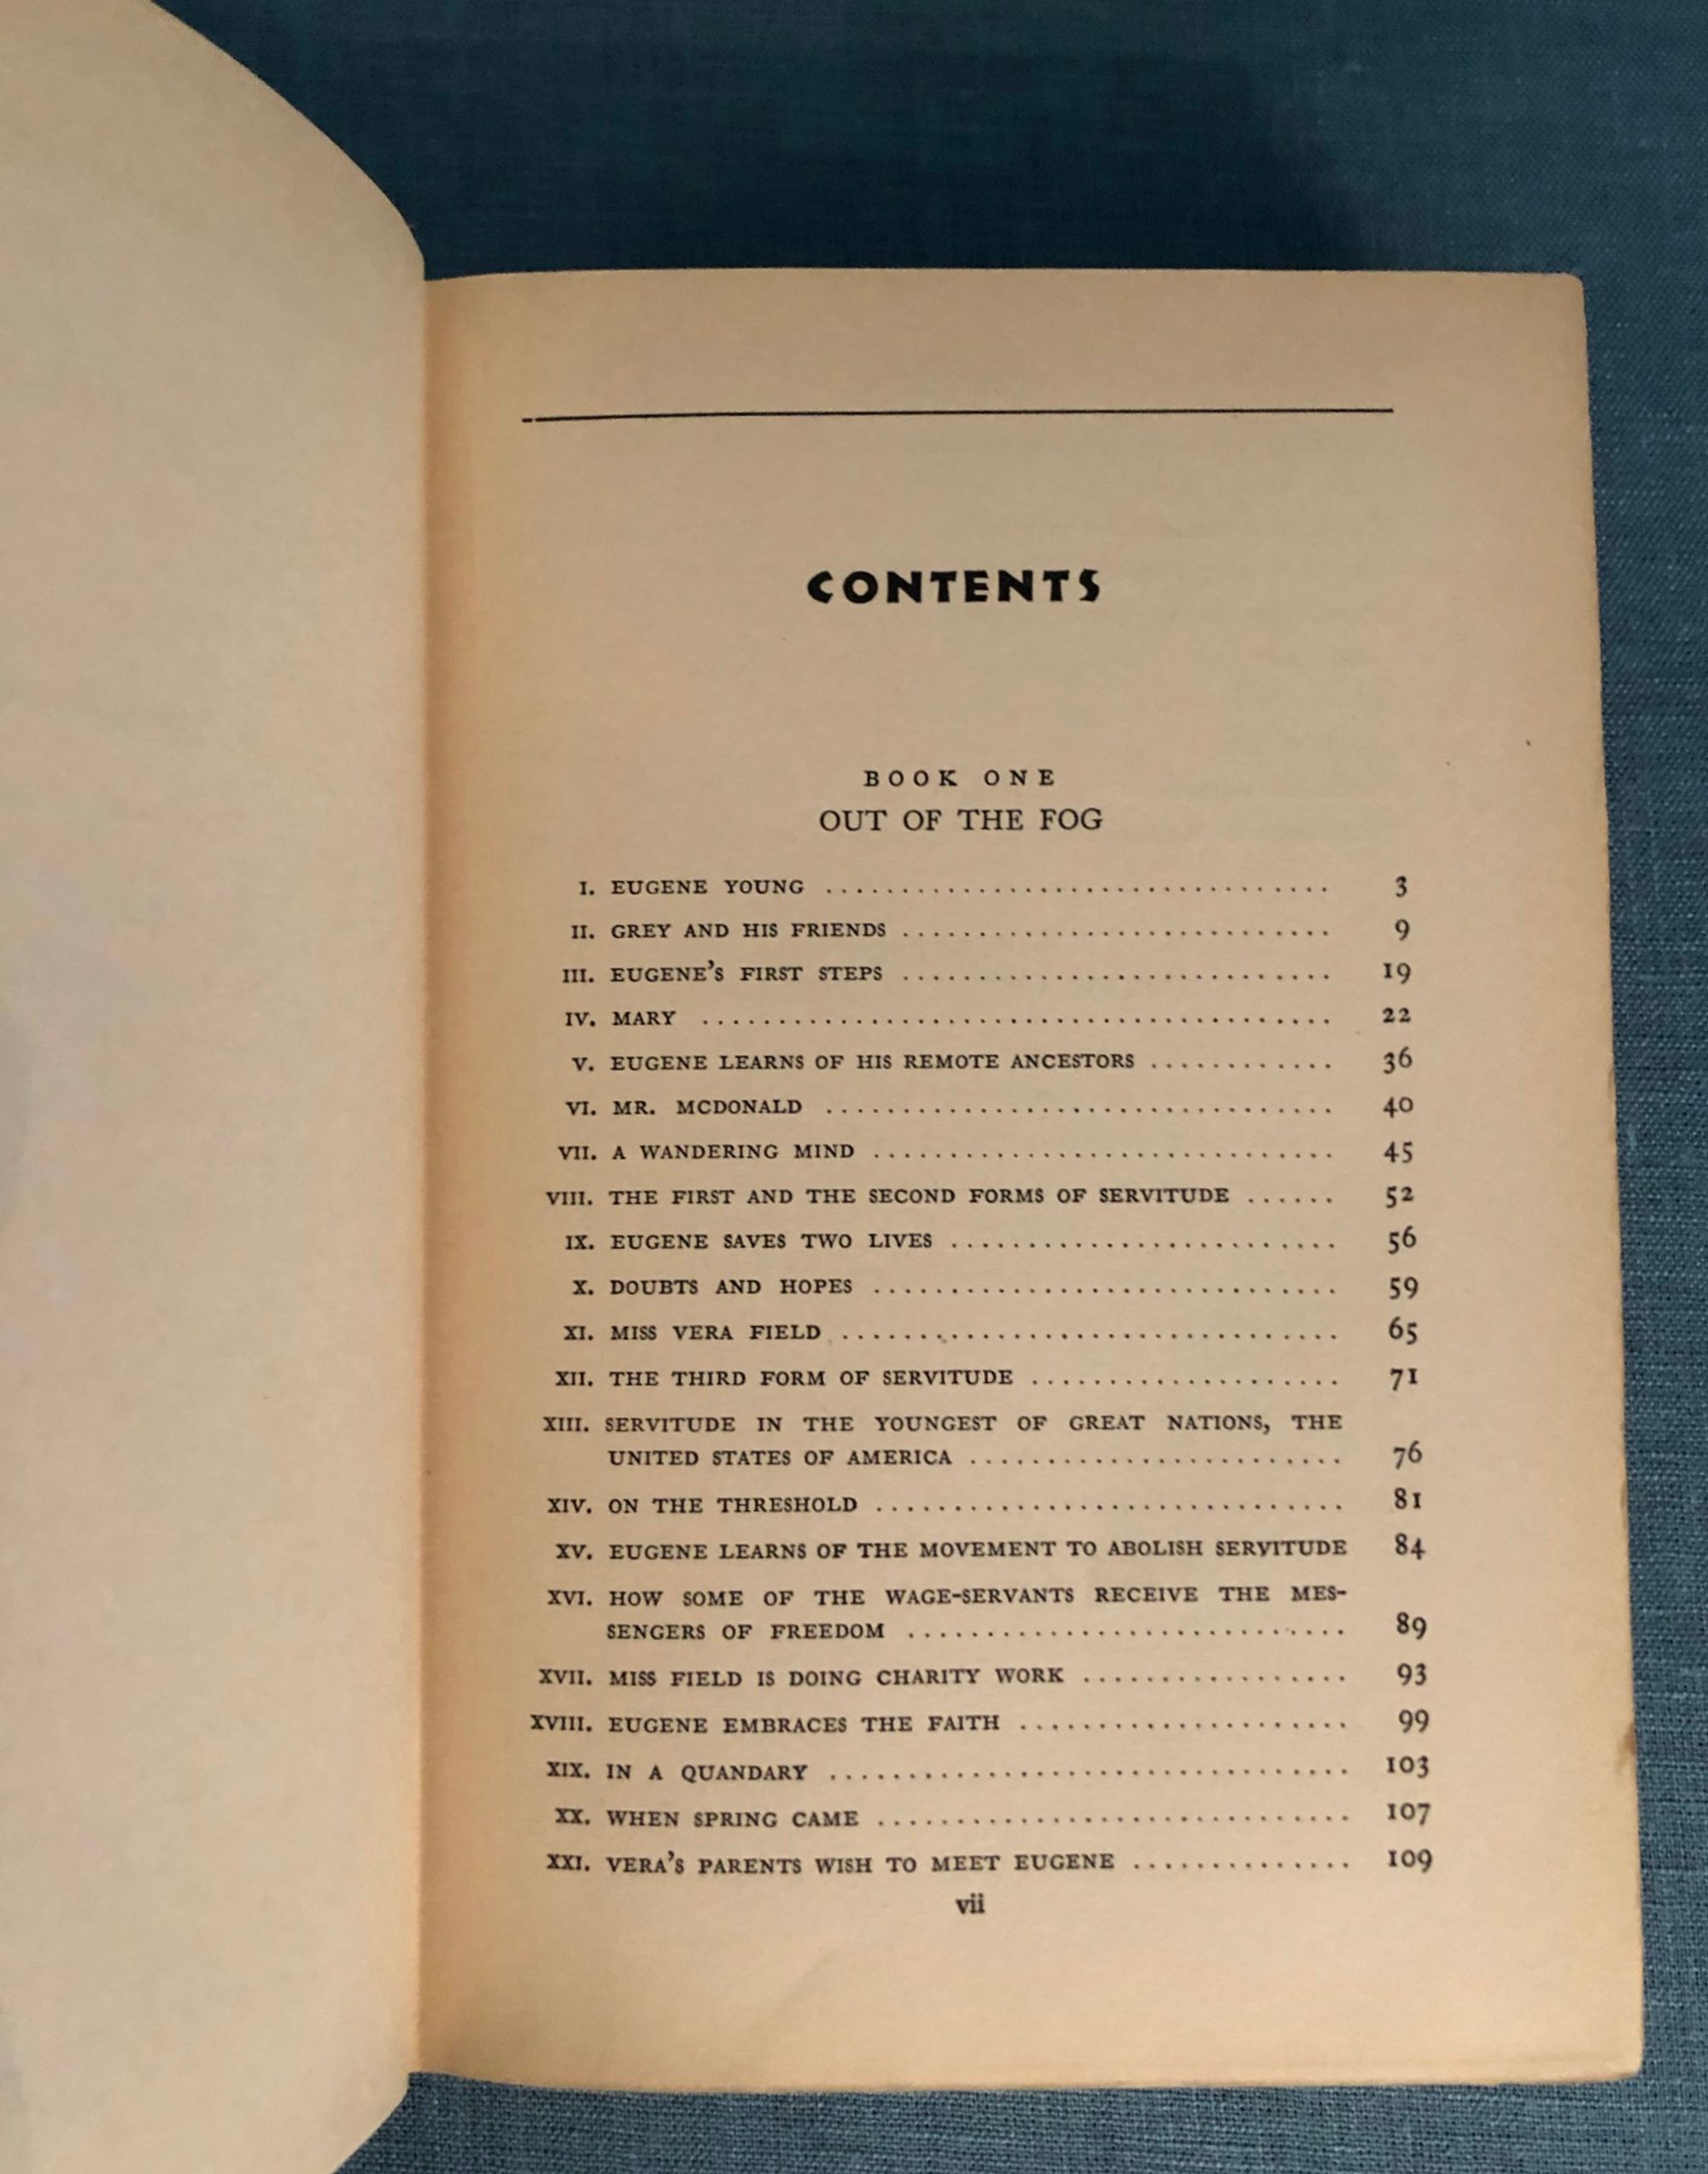 CONTENTS
BOOK ONE
OUT OF THE FOG
I. EUGENE YOUNG .................................. 3
II. GREY AND HIS FRIENDS ............................ 9
III. EUGENE'S FIRST STEPS ............................ 19
IV. MARY ......................................... 22
V. EUGENE LEARNS OF HIS REMOTE ANCESTORS ............ 36
VI. MR. MCDONALD ................................. 40
VII. A WANDERING MIND .............................. 45
VIII. THE FIRST AND THE SECOND FORMS OF SERVITUDE ...... 52
IX. EUGENE SAVES TWO LIVES ......................... 56
X. DOUBTS AND HOPES .............................. 59
XI. MISS VERA FIELD ................................. 65
XII. THE THIRD FORM OF SERVITUDE .................... 71
XIII. SERVITUDE IN THE YOUNGEST OF GREAT NATIONS, THE
UNITED STATES OF AMERICA ........................ 76
XIV. ON THE THRESHOLD .............................. 81
XV. EUGENE LEARNS OF THE MOVEMENT TO ABOLISH SERVITUDE 84
XVI. HOW SOME OF THE WAGE-SERVANTS RECEIVE THE MES-
SENGERS OF FREEDOM ............................ 89
XVII. MISS FIELD IS DOING CHARITY WORK ................. 93
XVIII. EUGENE EMBRACES THE FAITH ..................... 99
XIX. IN A QUANDARY ................................. 103
XX. WHEN SPRING CAME .............................. 107
XXI. VERA'S PARENTS WISH TO MEET EUGENE .............. 109
vii